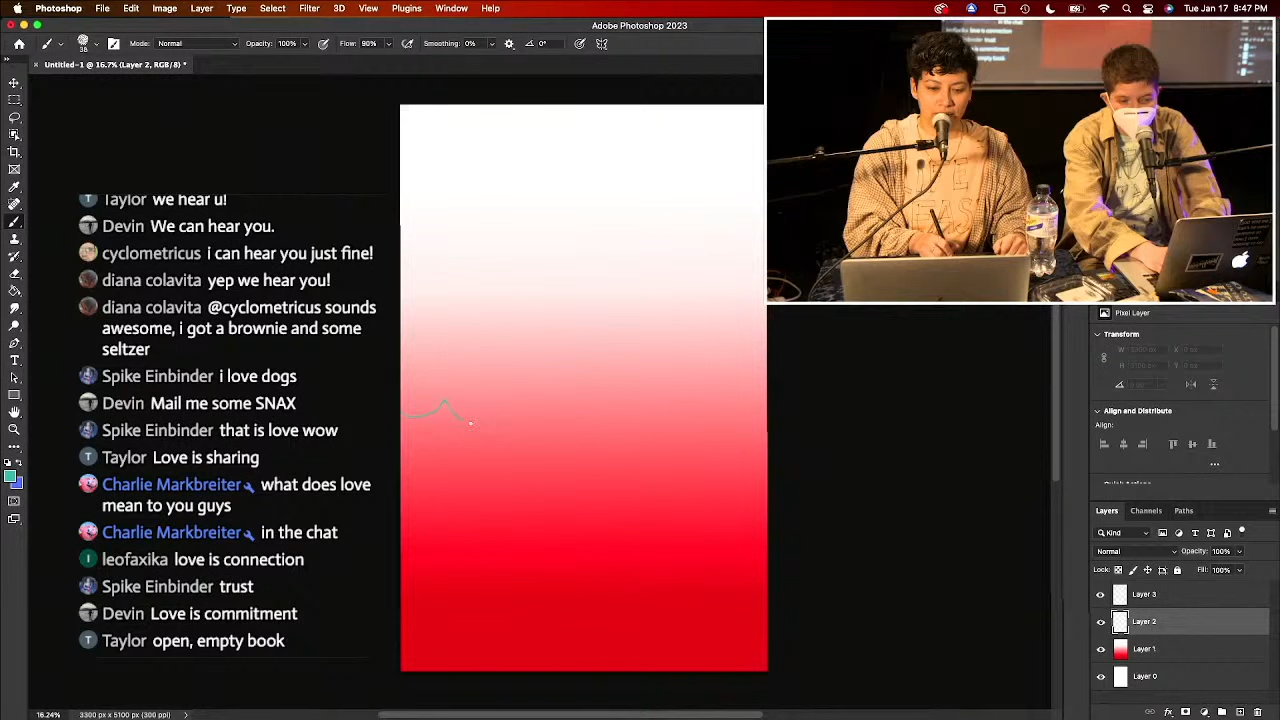 Photoshop File Edit Image Layer Type Select Filter 3D View Plugins Window Help Tue Jan 17 8:47 PM
Adobe Photoshop 2023
Normal Flow: 80% Smoothing: 0% 0°
Untitled-1 @ 16.7% (Layer 2, RGB/8) *
Taylor we hear u!
Devin We can hear you.
cyclometricus i can hear you just fine!
diana colavita yep we hear you!
diana colavita @cyclometricus sounds
awesome, i got a brownie and some
seltzer
Spike Einbinder i love dogs
Devin Mail me some SNAX
Spike Einbinder that is love wow
Taylor Love is sharing
Charlie Markbreiter what does love
mean to you guys
Charlie Markbreiter in the chat
leofaxika love is connection
Spike Einbinder trust
Devin Love is commitment
Taylor open, empty book
Pixel Layer
Transform
W
X
H
Y
Align and Distribute
Align:
Layers Channels Paths
Kind
Normal Opacity: 100%
Lock: Fill: 100%
Layer 3
Layer 2
Layer 1
Layer 0
16.24% 3300 px x 5100 px (300 ppi)